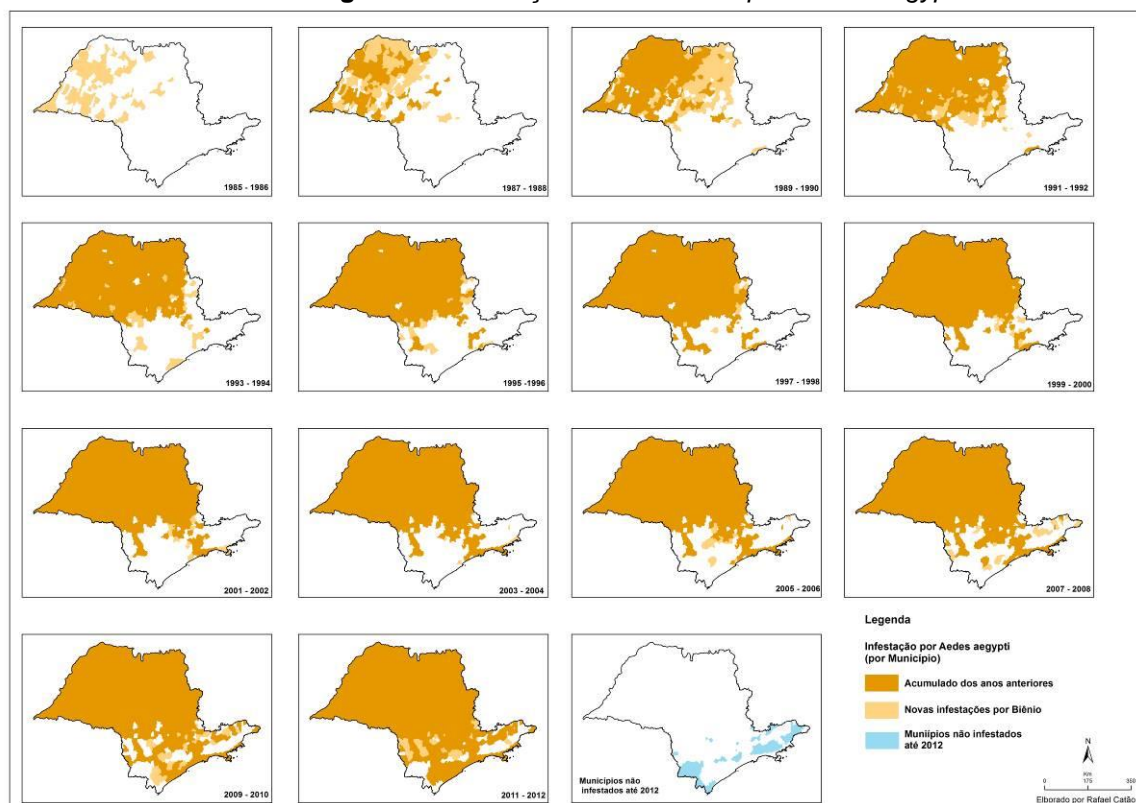 1985 - 1986
1987 - 1988
1989 - 1990
1991 - 1992
1993 - 1994
1995 -1996
1997 - 1998
1999 - 2000
2001 - 2002
2003 - 2004
2005 - 2006
2007 - 2008
2009 - 2010
2011 - 2012
Municípios não
infestados até 2012
Legenda
Infestação por Aedes aegypti
(por Município)
Acumulado dos anos anteriores
Novas infestações por Biênio
Muniípios não infestados
até 2012
N
Km
0 175 350
Elborado por Rafael Catão